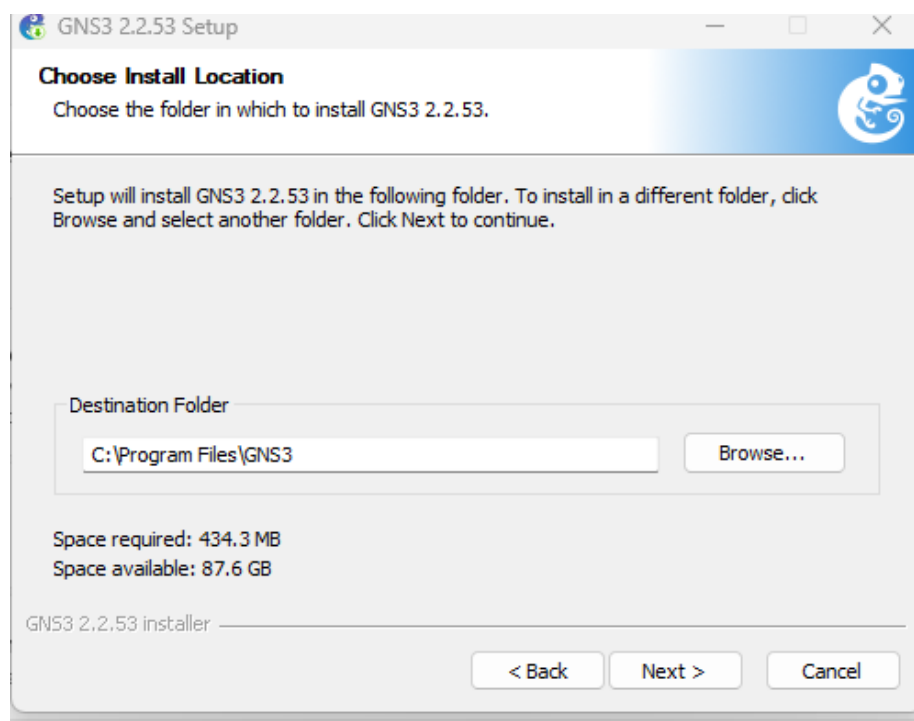 GNS3 2.2.53 Setup
Choose Install Location
Choose the folder in which to install GNS3 2.2.53.
Setup will install GNS3 2.2.53 in the following folder. To install in a different folder, click
Browse and select another folder. Click Next to continue.
Destination Folder
C:\Program Files\GNS3
Browse...
Space required: 434.3 MB
Space available: 87.6 GB
GNS3 2.2.53 installer
< Back
Next >
Cancel